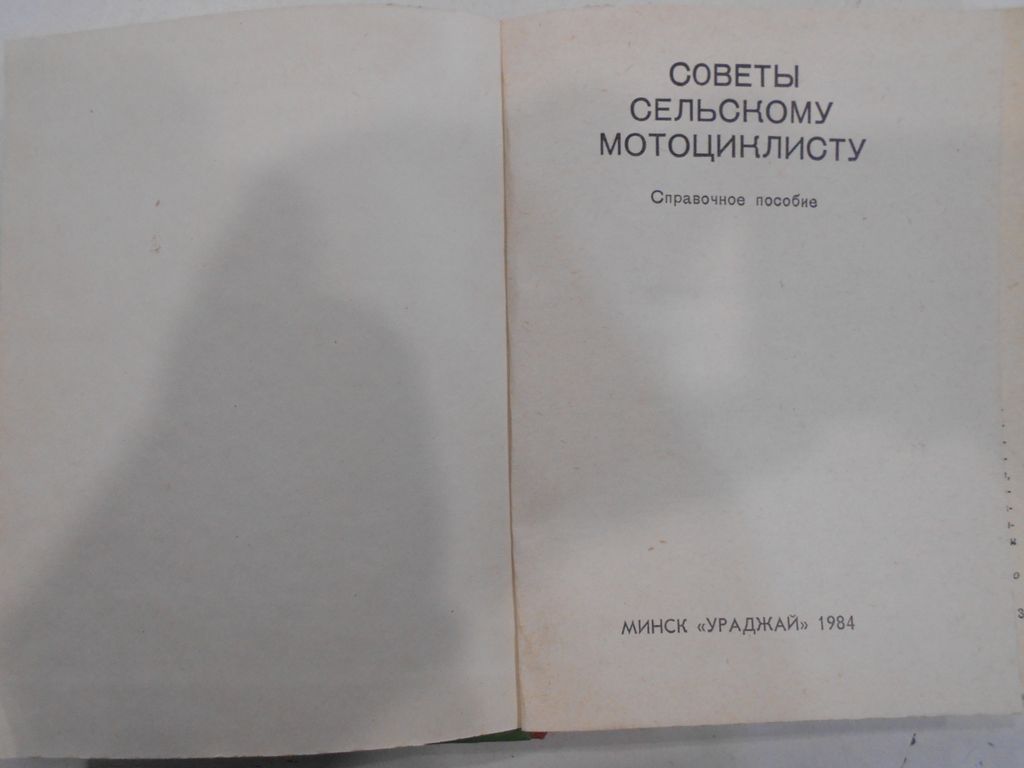 СОВЕТЫ
СЕЛЬСКОМУ
МОТОЦИКЛИСТУ
Справочное пособие
МИНСК «УРАДЖАЙ» 1984